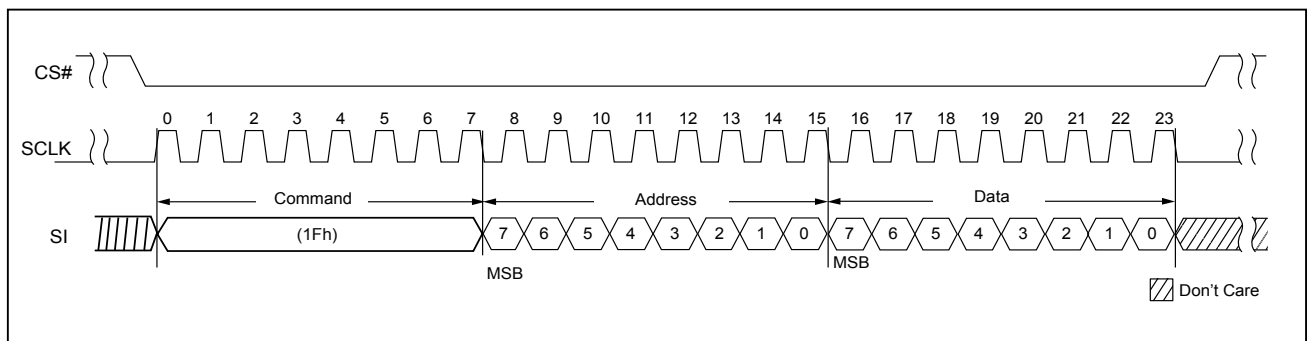 CS#
0 1 2 3 4 5 6 7 8 9 10 11 12 13 14 15 16 17 18 19 20 21 22 23
SCLK
Command Address Data
SI (1Fh) 7 6 5 4 3 2 1 0 7 6 5 4 3 2 1 0
MSB MSB
Don't Care